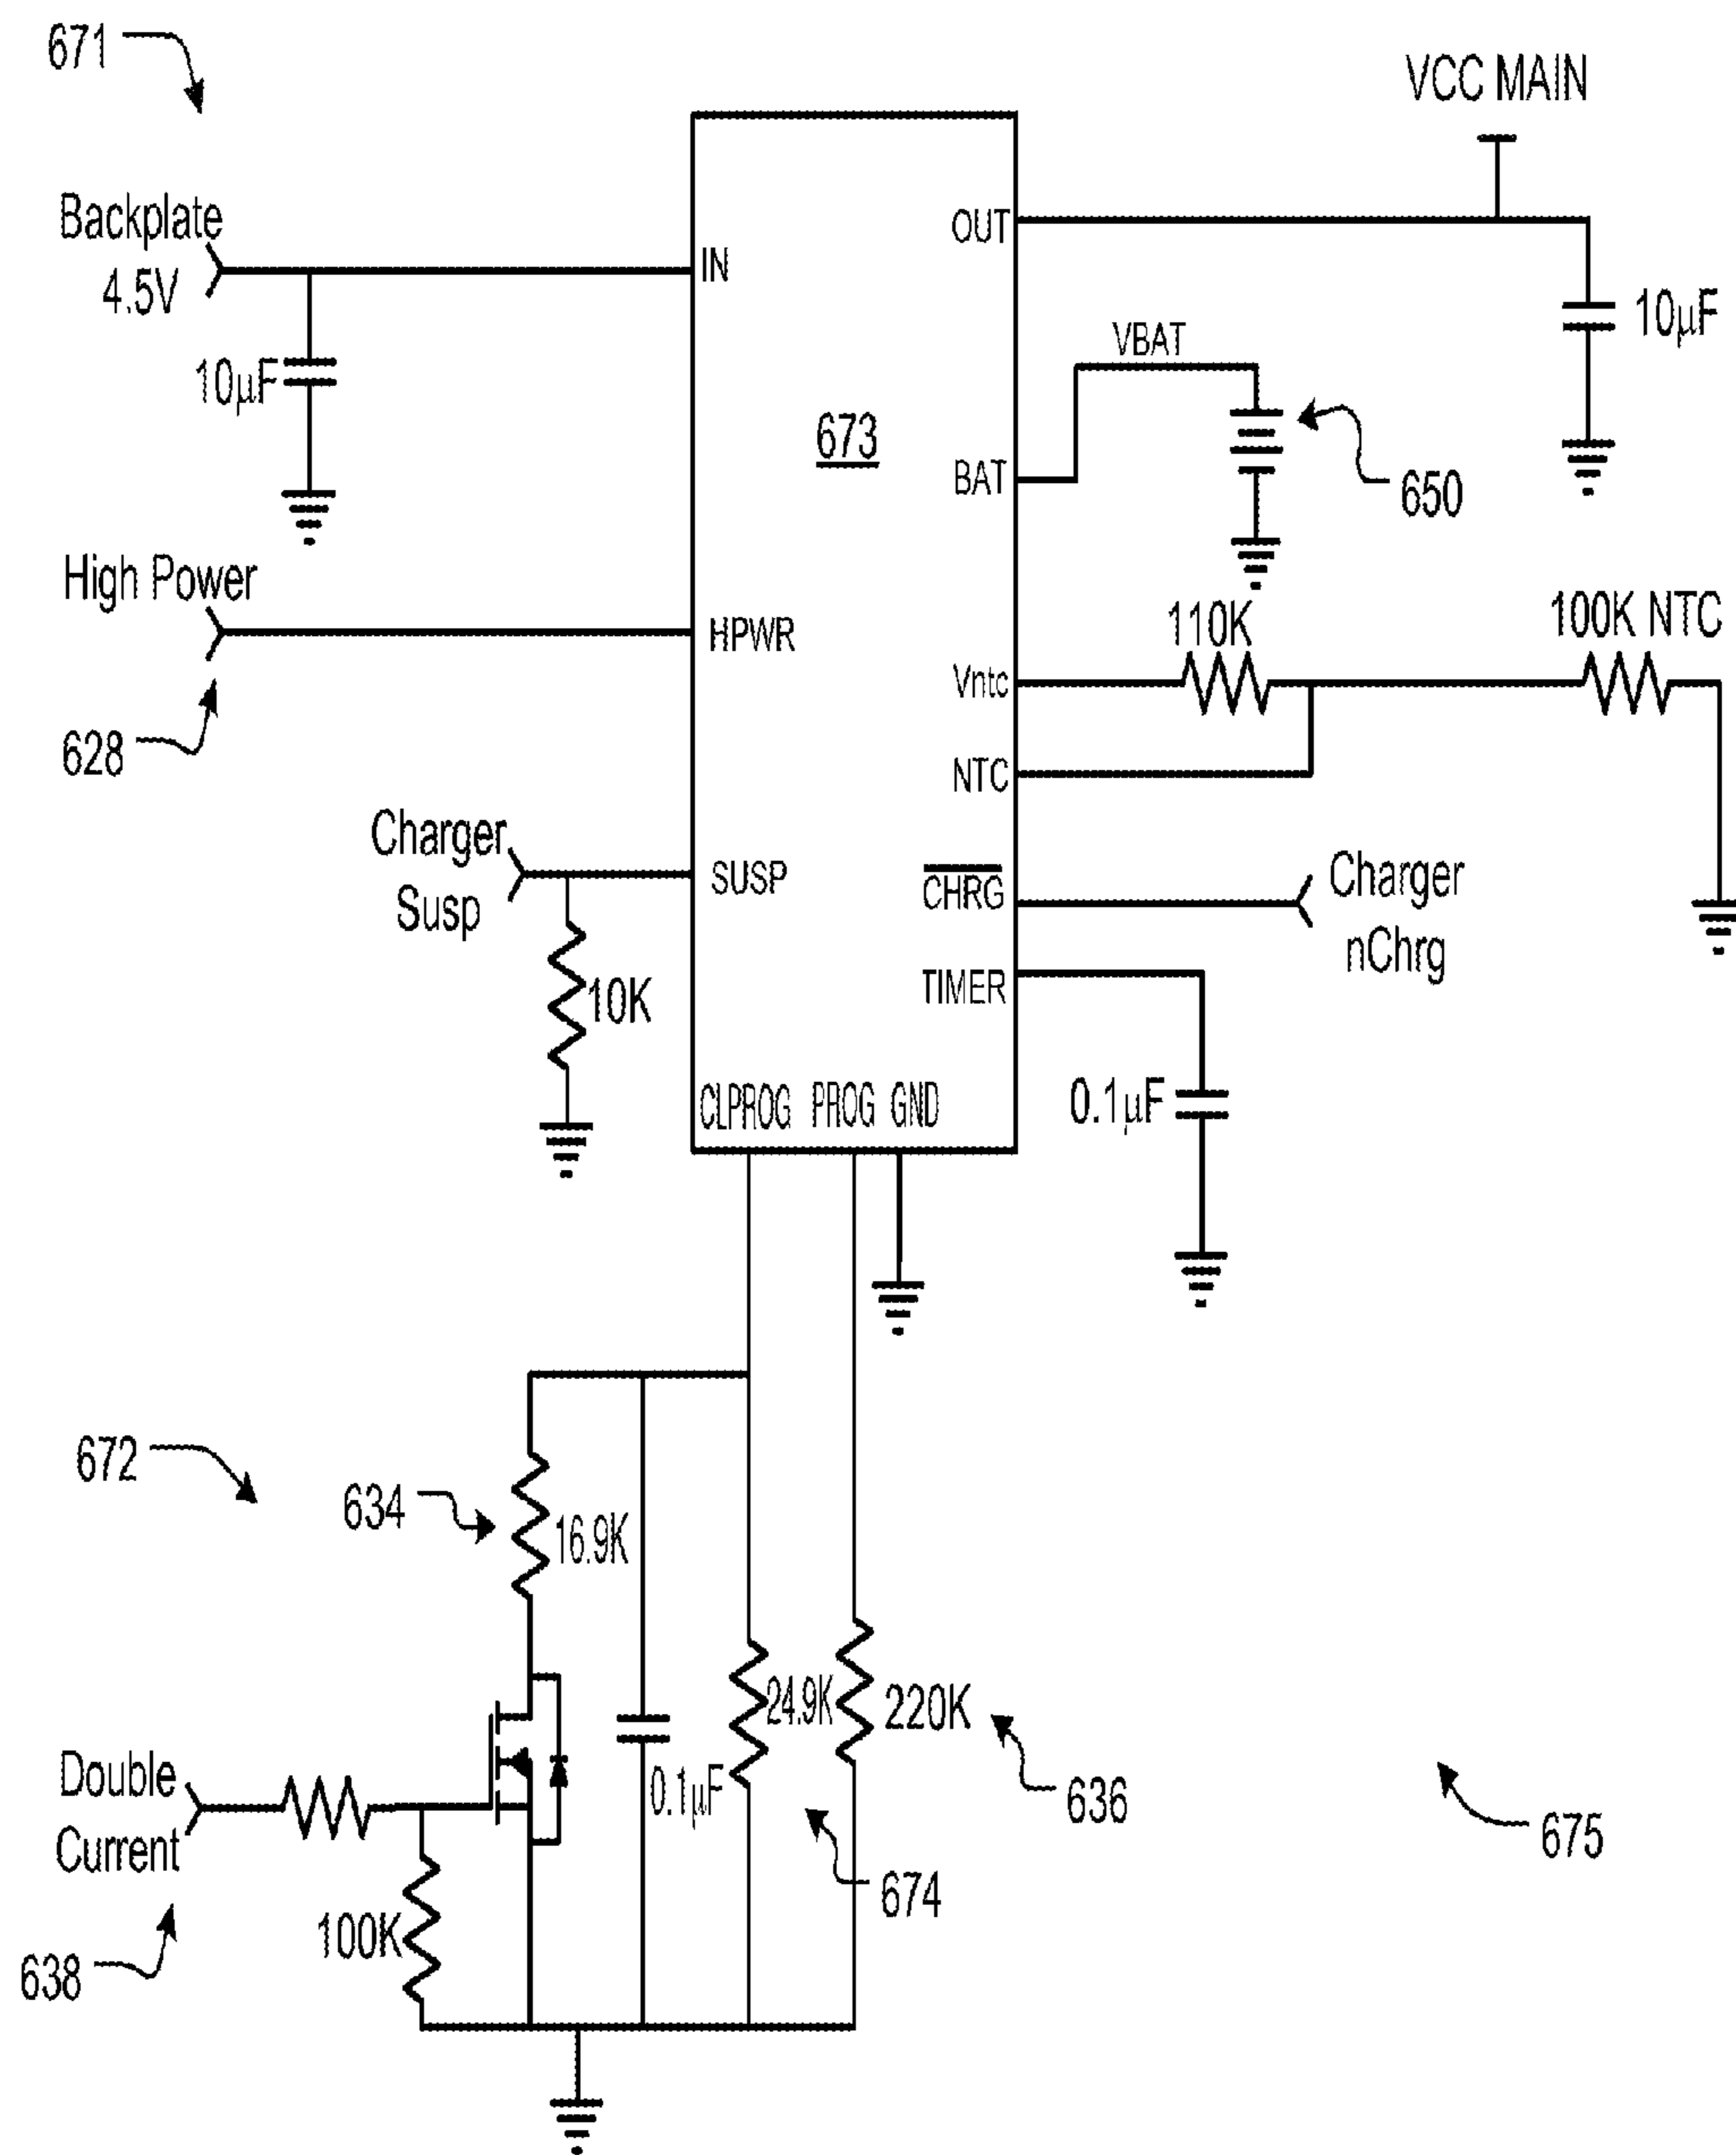 671
VCC MAIN
Backplate
4.5V
IN
OUT
10µF
10µF
VBAT
673
BAT
650
High Power
HPWR
110K
100K NTC
Vntc
628
NTC
Charger
Susp
SUSP
CHRG
Charger
nChrg
10K
TIMER
CLPROG PROG GND
0.1µF
672
634
16.9K
24.9K
220K
636
Double
Current
0.1µF
674
675
638
100K